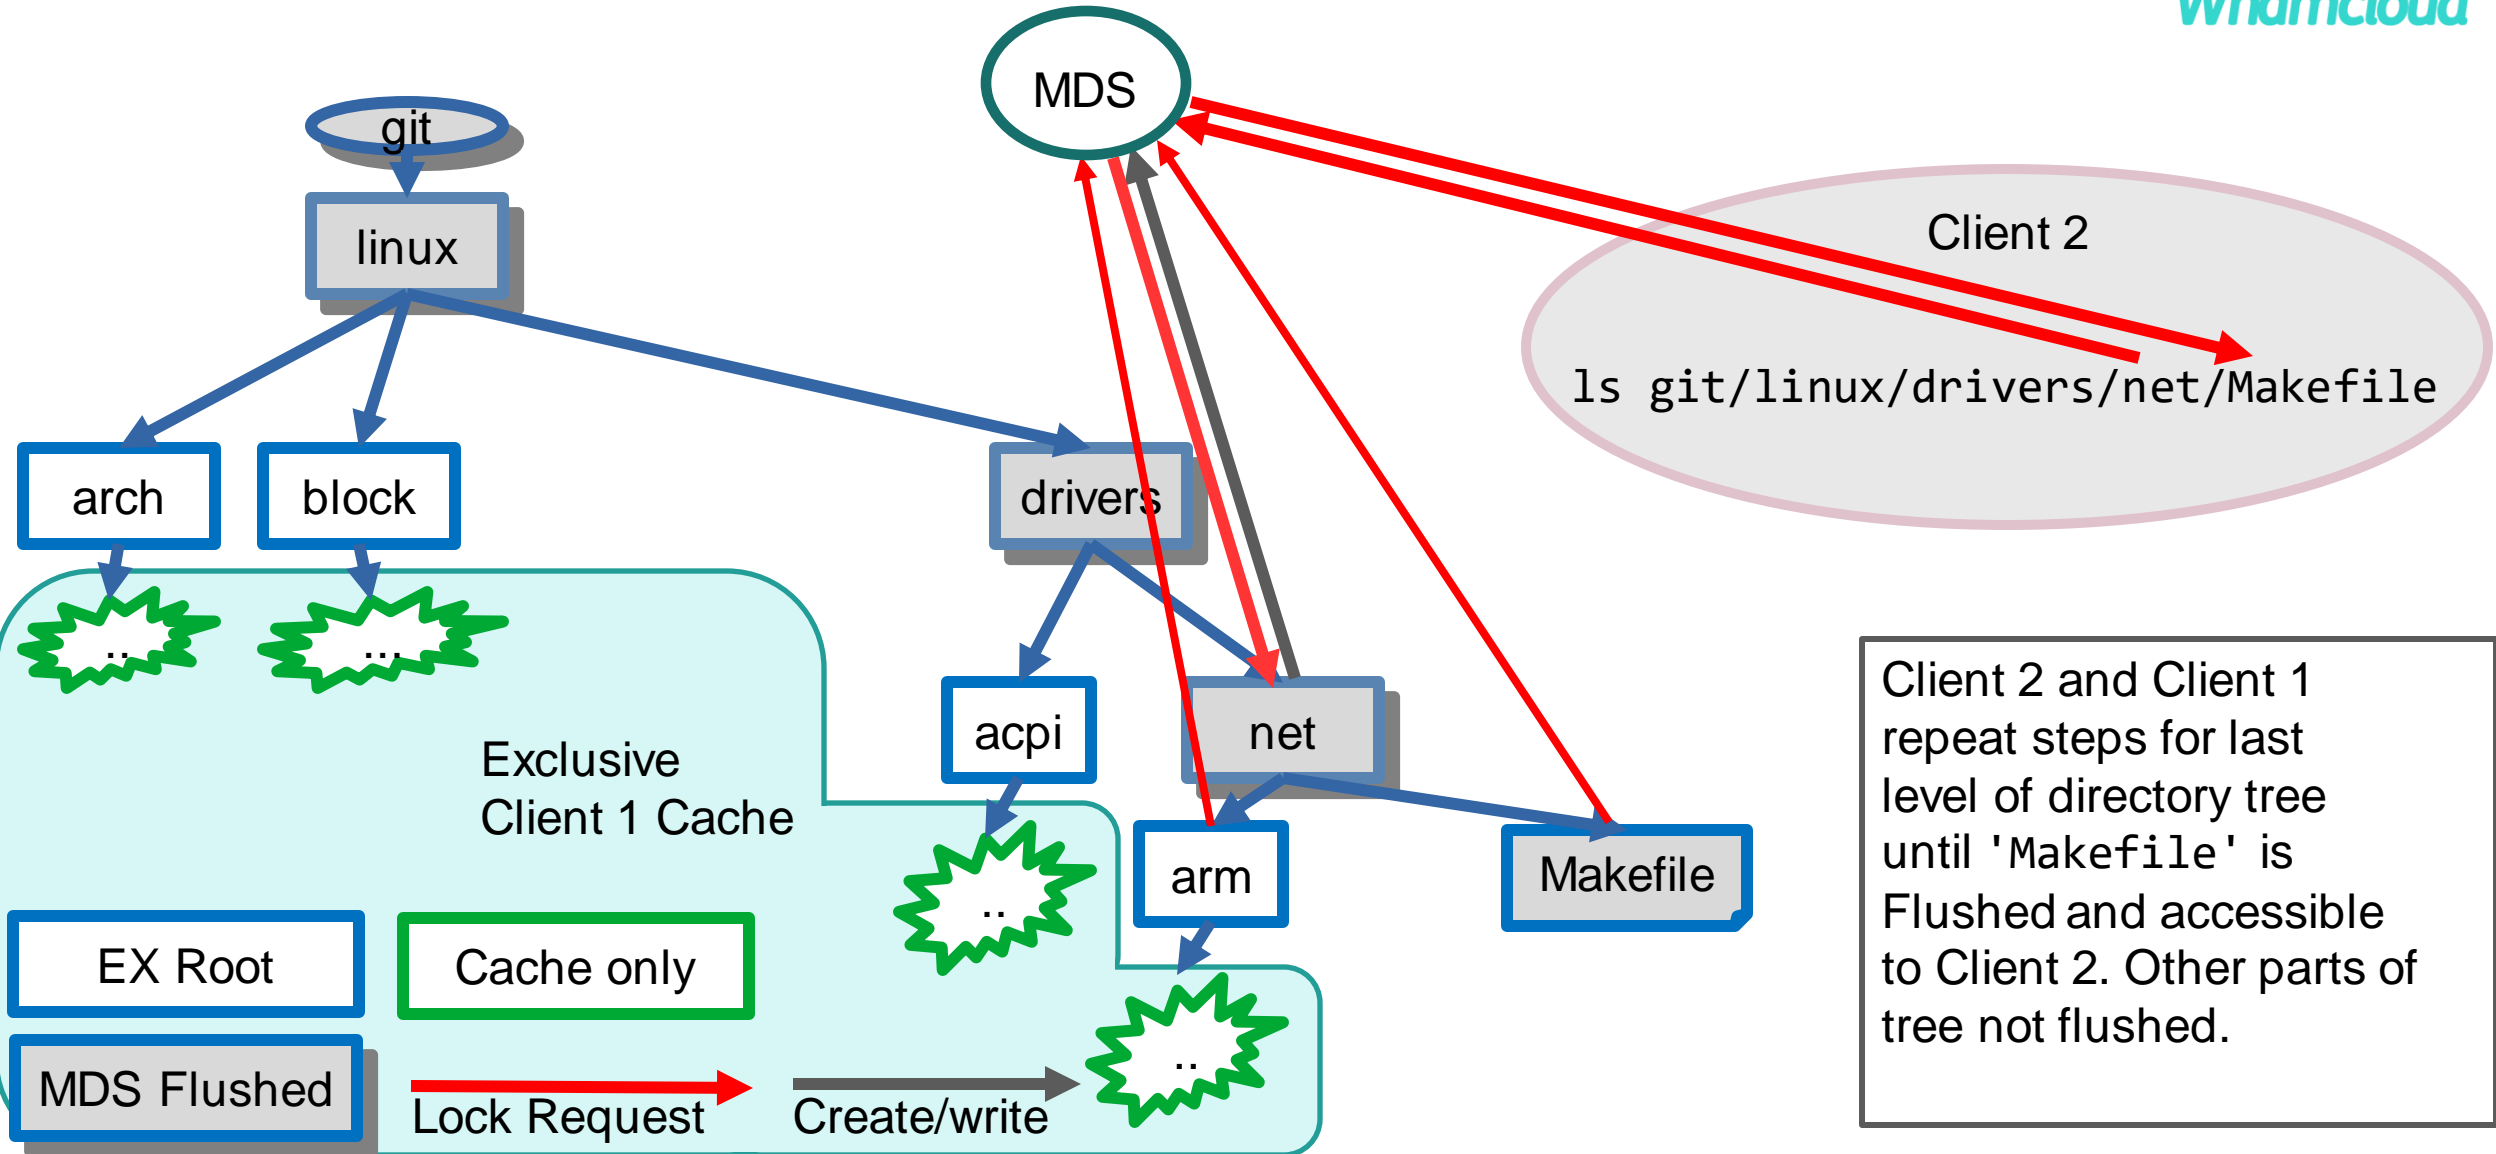 Whamcloud
MDS
git
linux
Client 2
ls git/linux/drivers/net/Makefile
arch
block
drivers
..
...
acpi
net
Exclusive
Client 1 Cache
arm
Makefile
..
..
EX Root
Cache only
MDS Flushed
Lock Request
Create/write
Client 2 and Client 1
repeat steps for last
level of directory tree
until 'Makefile' is
Flushed and accessible
to Client 2. Other parts of
tree not flushed.